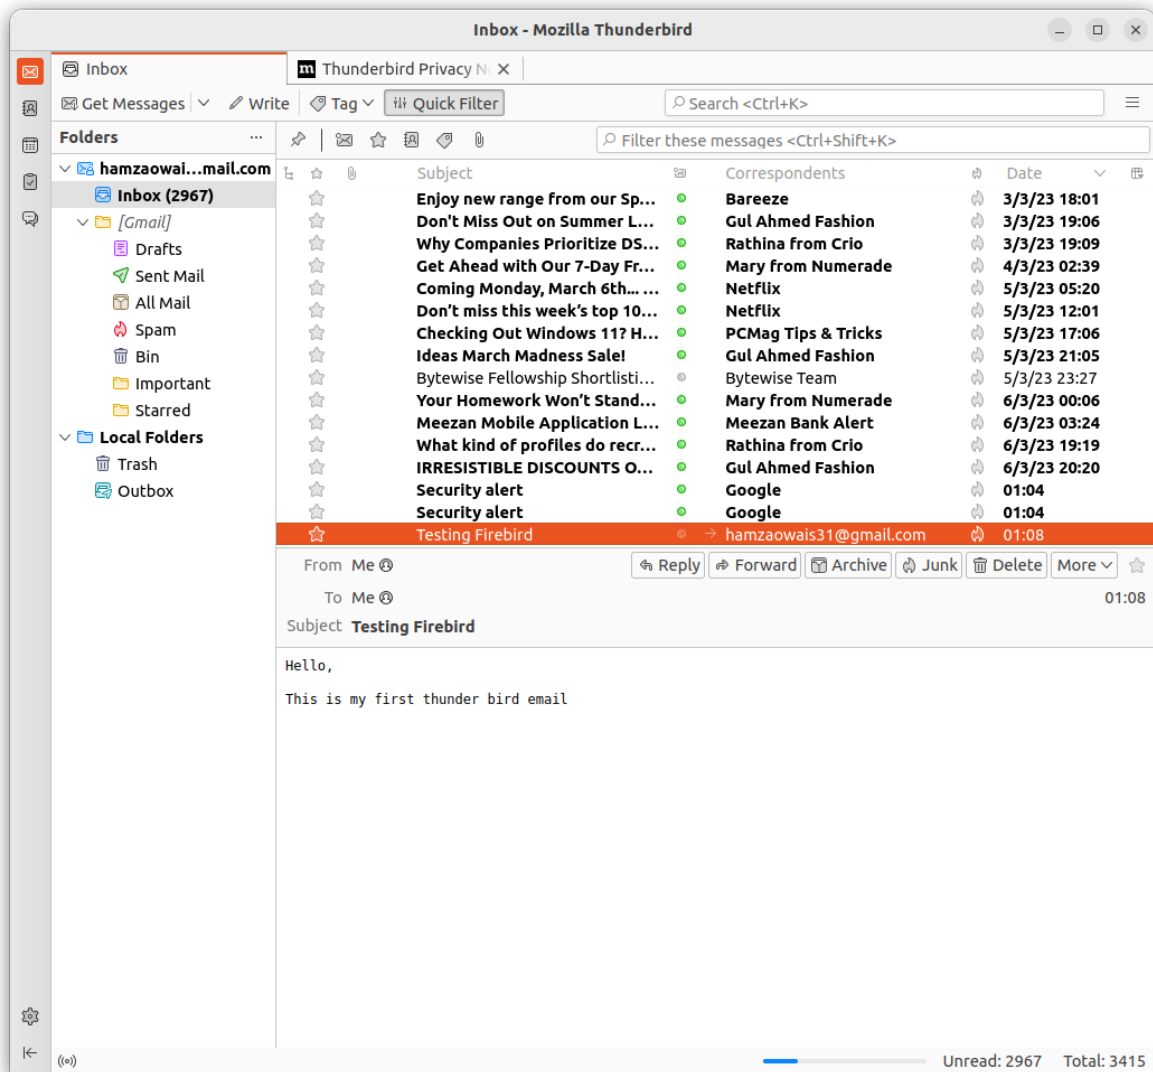 Inbox - Mozilla Thunderbird
Inbox
Thunderbird Privacy N
Get Messages
Write
Tag
Quick Filter
Search <Ctrl+K>
Folders
Filter these messages <Ctrl+Shift+K>
hamzaowai...mail.com
Inbox (2967)
[Gmail]
Drafts
Sent Mail
All Mail
Spam
Bin
Important
Starred
Local Folders
Trash
Outbox
Subject Correspondents Date
Enjoy new range from our Sp... Bareeze 3/3/23 18:01
Don't Miss Out on Summer L... Gul Ahmed Fashion 3/3/23 19:06
Why Companies Prioritize DS... Rathina from Crio 3/3/23 19:09
Get Ahead with Our 7-Day Fr... Mary from Numerade 4/3/23 02:39
Coming Monday, March 6th... ... Netflix 5/3/23 05:20
Don’t miss this week’s top 10... Netflix 5/3/23 12:01
Checking Out Windows 11? H... PCMag Tips & Tricks 5/3/23 17:06
Ideas March Madness Sale! Gul Ahmed Fashion 5/3/23 21:05
Bytewise Fellowship Shortlisti... Bytewise Team 5/3/23 23:27
Your Homework Won’t Stand... Mary from Numerade 6/3/23 00:06
Meezan Mobile Application L... Meezan Bank Alert 6/3/23 03:24
What kind of profiles do recr... Rathina from Crio 6/3/23 19:19
IRRESISTIBLE DISCOUNTS O... Gul Ahmed Fashion 6/3/23 20:20
Security alert Google 01:04
Security alert Google 01:04
Testing Firebird hamzaowais31@gmail.com 01:08
From Me Reply Forward Archive Junk Delete More
To Me 01:08
Subject Testing Firebird
Hello,
This is my first thunder bird email
Unread: 2967 Total: 3415